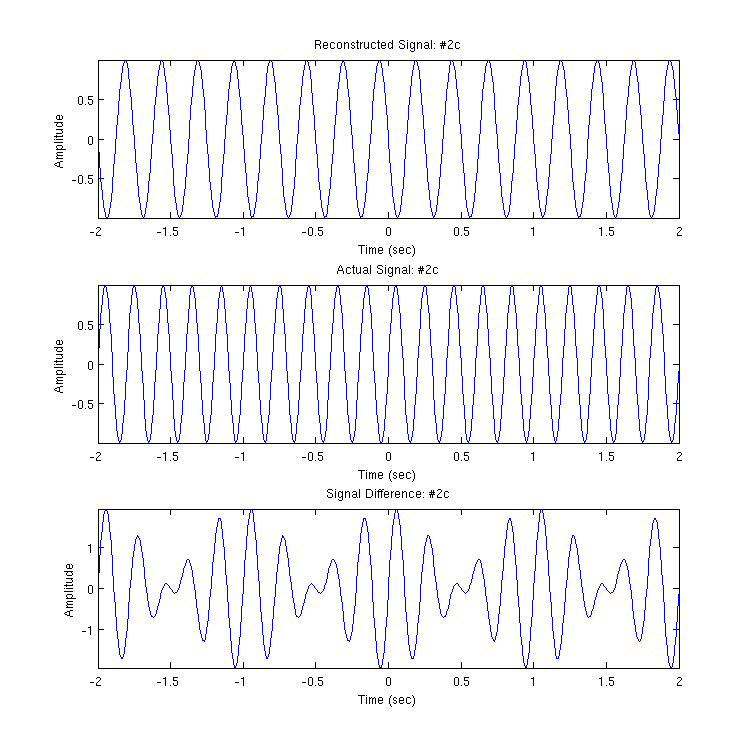 Reconstructed Signal: #2c
Amplitude
0.5
0
-0.5
-2 -1.5 -1 -0.5 0 0.5 1 1.5 2
Time (sec)
Actual Signal: #2c
Amplitude
0.5
0
-0.5
-2 -1.5 -1 -0.5 0 0.5 1 1.5 2
Time (sec)
Signal Difference: #2c
Amplitude
1
0
-1
-2 -1.5 -1 -0.5 0 0.5 1 1.5 2
Time (sec)